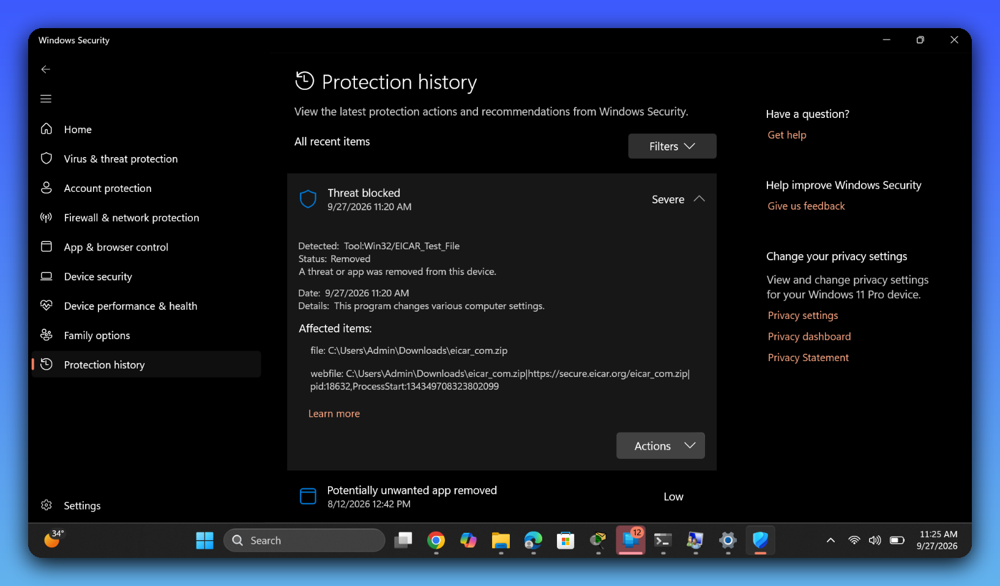 Windows Security
Home
Virus & threat protection
Account protection
Firewall & network protection
App & browser control
Device security
Device performance & health
Family options
Protection history
Settings
Protection history
View the latest protection actions and recommendations from Windows Security.
All recent items
Filters
Threat blocked
9/27/2026 11:20 AM
Severe
Detected: Tool:Win32/EICAR_Test_File
Status: Removed
A threat or app was removed from this device.
Date: 9/27/2026 11:20 AM
Details: This program changes various computer settings.
Affected items:
file: C:\Users\Admin\Downloads\eicar_com.zip
webfile: C:\Users\Admin\Downloads\eicar_com.zip|https://secure.eicar.org/eicar_com.zip|
pid:18632,ProcessStart:134349708323802099
Learn more
Actions
Potentially unwanted app removed
8/12/2026 12:42 PM
Low
Have a question?
Get help
Help improve Windows Security
Give us feedback
Change your privacy settings
View and change privacy settings
for your Windows 11 Pro device.
Privacy settings
Privacy dashboard
Privacy Statement
34°
Search
12
11:25 AM
9/27/2026